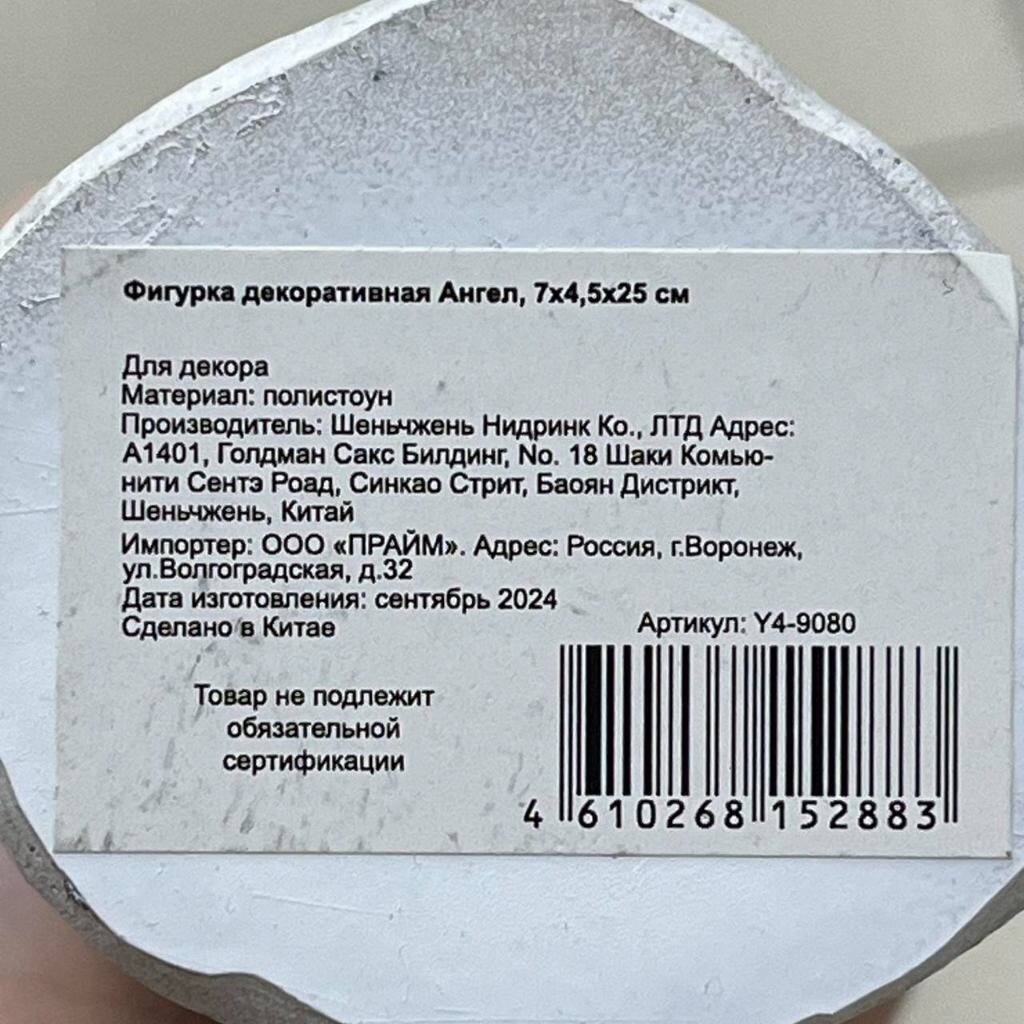 Фигурка декоративная Ангел, 7х4,5х25 см
Для декора
Материал: полистоун
Производитель: Шеньчжень Нидринк Ко., ЛТД Адрес:
А1401, Голдман Сакс Билдинг, No. 18 Шаки Комью-
нити Сентэ Роад, Синкао Стрит, Баоян Дистрикт,
Шеньчжень, Китай
Импортер: ООО «ПРАЙМ». Адрес: Россия, г.Воронеж,
ул.Волгоградская, д.32
Дата изготовления: сентябрь 2024
Сделано в Китае
Артикул: Y4-9080
Товар не подлежит
обязательной
сертификации
4 610268 152883